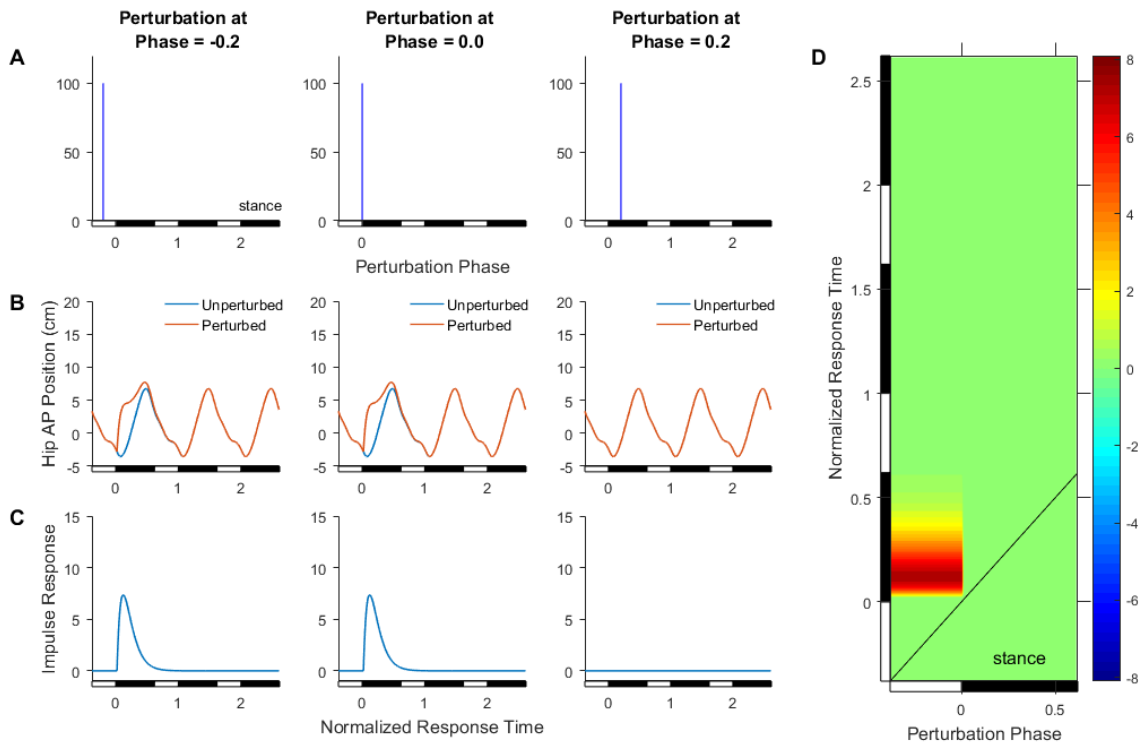 Perturbation at
Phase = -0.2
Perturbation at
Phase = 0.0
Perturbation at
Phase = 0.2
A
100
50
0
stance
0 1 2
100
50
0
0
Perturbation Phase
100
50
0
0 1 2
B
Hip AP Position (cm)
20
15
10
5
0
-5
Unperturbed
Perturbed
0 1 2
20
15
10
5
0
-5
Unperturbed
Perturbed
0 1 2
20
15
10
5
0
-5
Unperturbed
Perturbed
0 1 2
C
Impulse Response
15
10
5
0
0 1 2
15
10
5
0
0 1 2
Normalized Response Time
15
10
5
0
0 1 2
D
Normalized Response Time
2.5
2
1.5
1
0.5
0
stance
0 0.5
Perturbation Phase
8
6
4
2
0
-2
-4
-6
-8